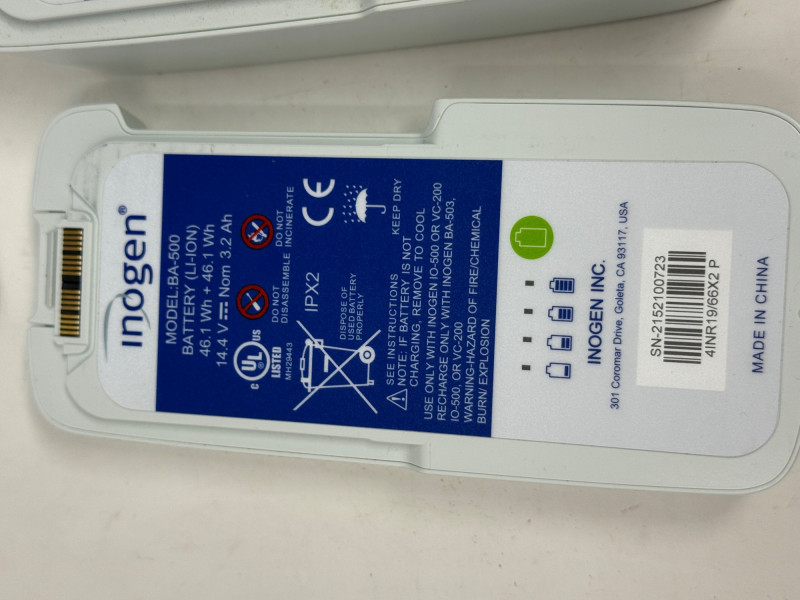 inogen®
MODEL: BA-500
BATTERY (LI-ION)
46.1 Wh + 46.1 Wh
14.4 V Nom 3.2 Ah
C UL US
LISTED
MH29443
DO NOT
DISASSEMBLE
DO NOT
INCINERATE
IPX2
CE
DISPOSE OF
USED BATTERY
PROPERLY
KEEP DRY
SEE INSTRUCTIONS
NOTE: IF BATTERY IS NOT
CHARGING, REMOVE TO COOL
USE ONLY WITH INOGEN IO-500 OR VC-200
RECHARGE ONLY WITH INOGEN BA-503,
IO-500, OR VC-200
WARNING-HAZARD OF FIRE/CHEMICAL
BURN/ EXPLOSION
INOGEN INC.
301 Coromar Drive, Goleta, CA 93117, USA
SN-2152100723
4INR19/66X2 P
MADE IN CHINA